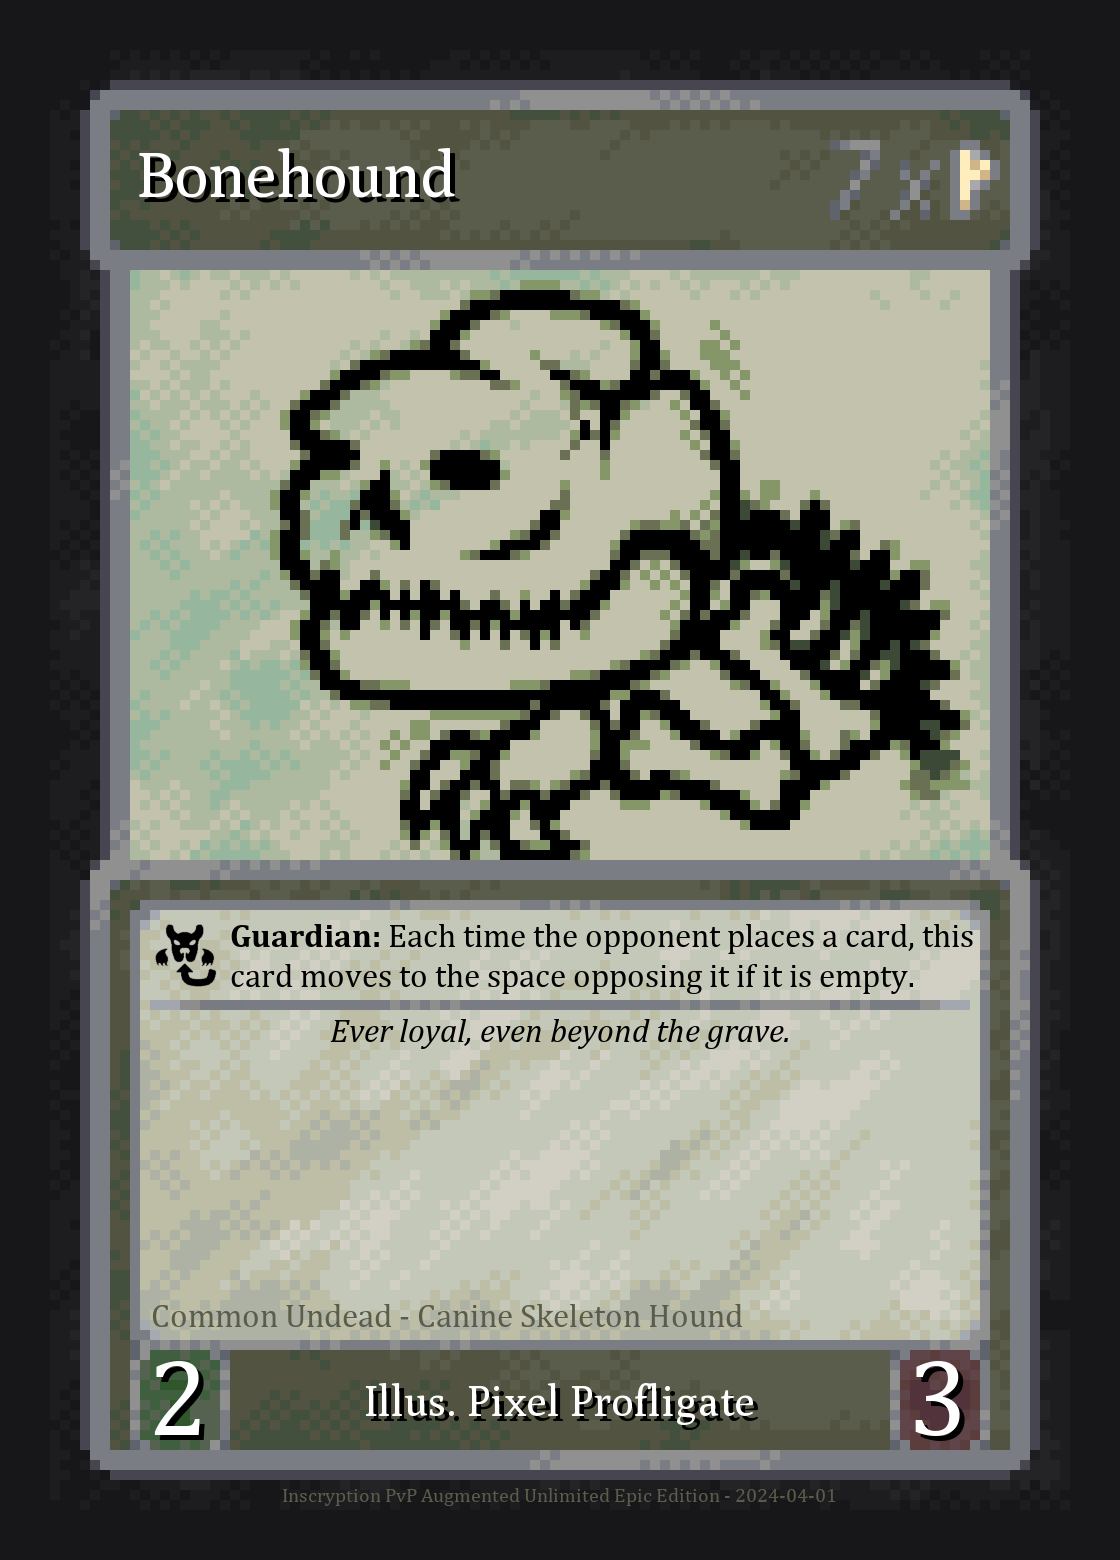 Bonehound
7x
Guardian: Each time the opponent places a card, this
card moves to the space opposing it if it is empty.
Ever loyal, even beyond the grave.
Common Undead - Canine Skeleton Hound
2
Illus. Pixel Profligate
3
Inscryption PvP Augmented Unlimited Epic Edition - 2024-04-01